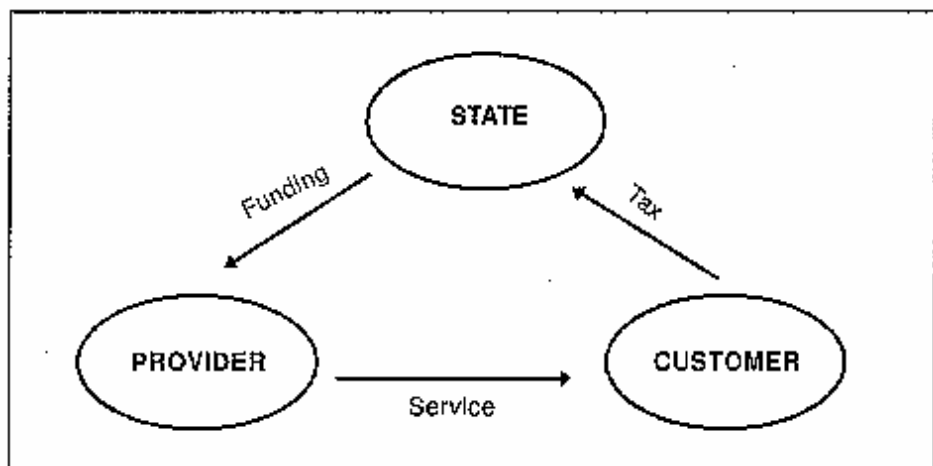 STATE
Funding
Tax
PROVIDER
CUSTOMER
Service